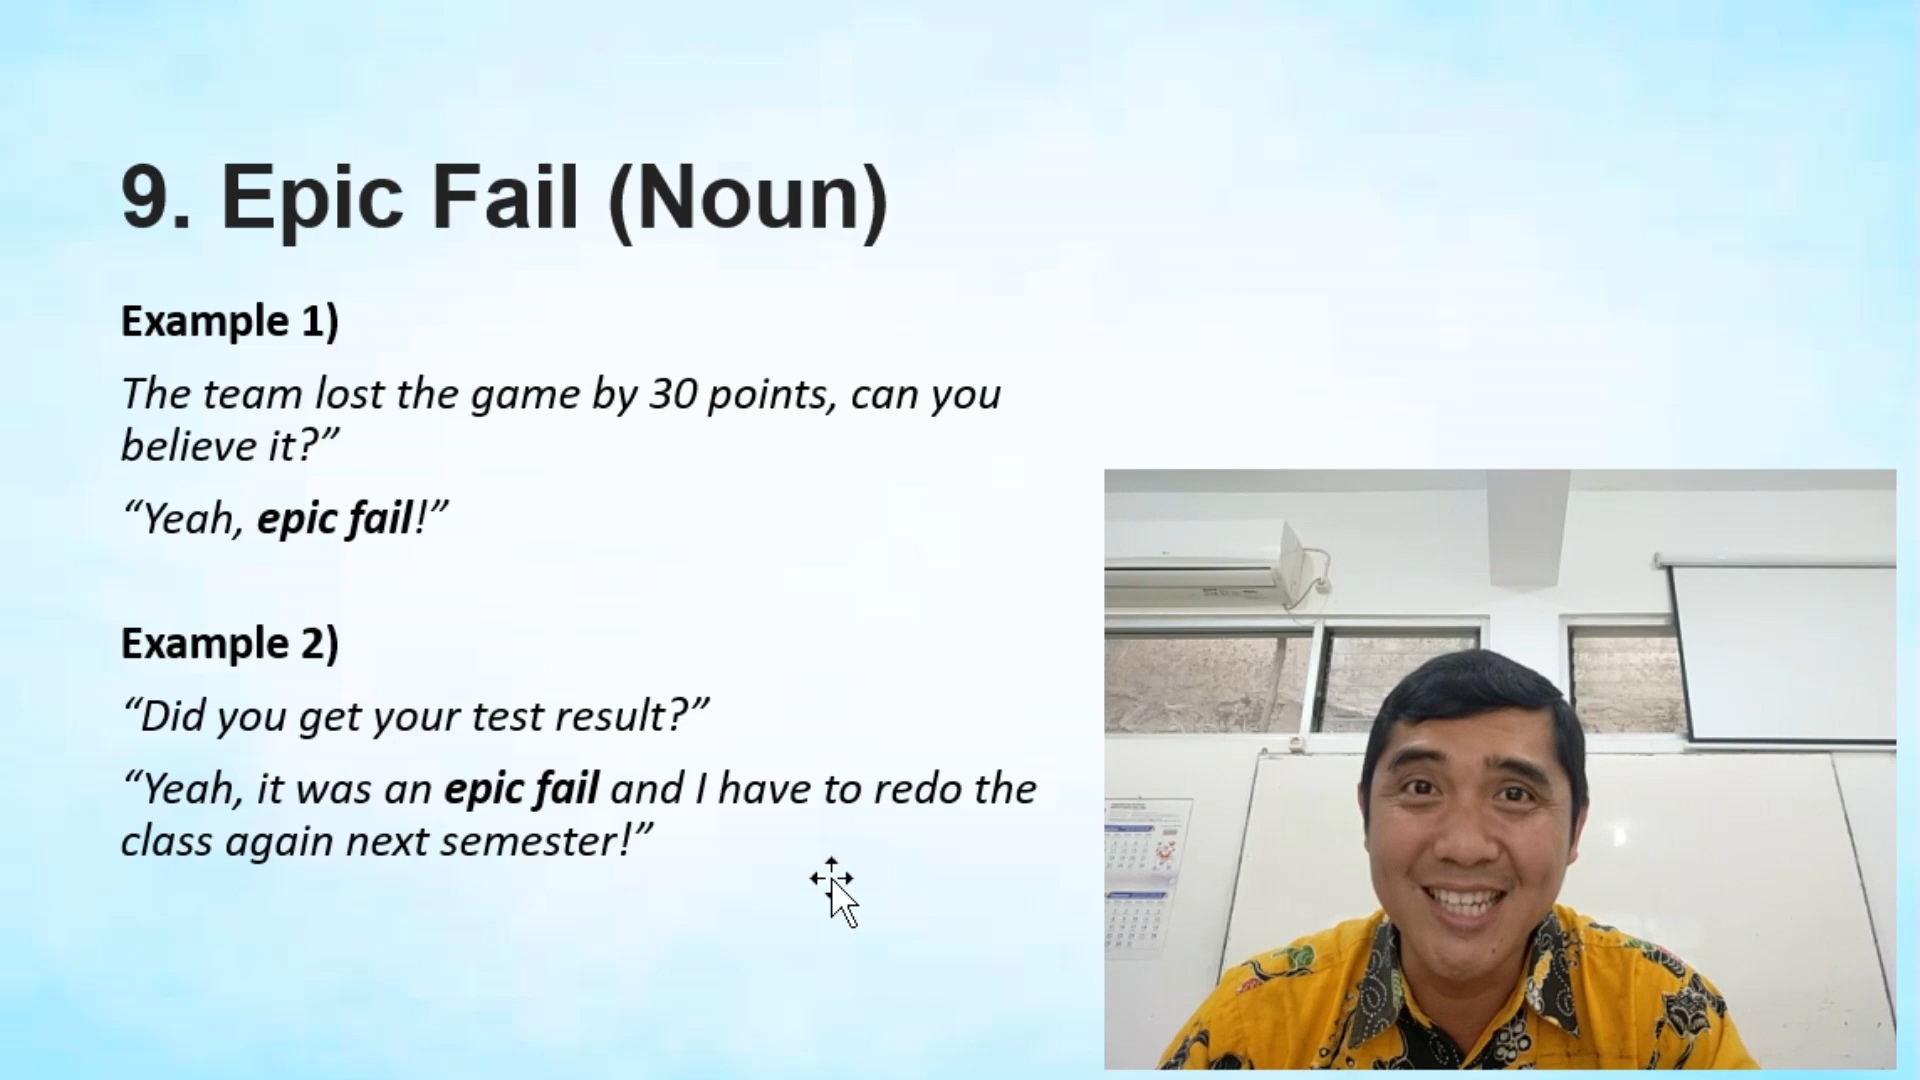 9. Epic Fail (Noun)
Example 1)
The team lost the game by 30 points, can you
believe it?”
“Yeah, epic fail!”
Example 2)
“Did you get your test result?”
“Yeah, it was an epic fail and I have to redo the
class again next semester!”